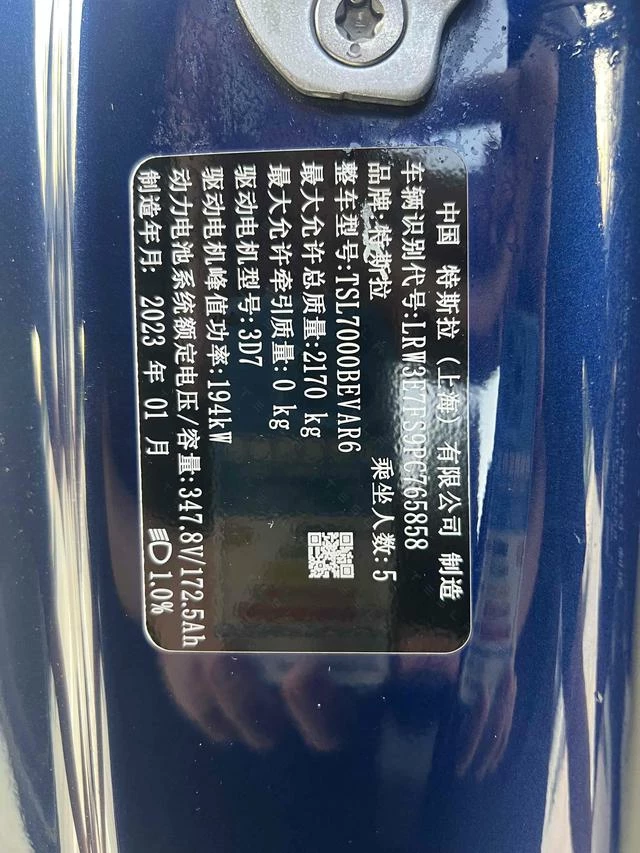 中国 特斯拉(上海)有限公司 制造
车辆识别代号:LRW3E7FS9PC765858
品牌:特斯拉 乘坐人数:5
整车型号:TSL7000BEVAR6
最大允许总质量:2170 kg
最大允许牵引质量:0 kg
驱动电机型号:3D7
驱动电机峰值功率:194kW
动力电池系统额定电压/容量:347.8V/172.5Ah
制造年月: 2023 年 01 月 1.0%